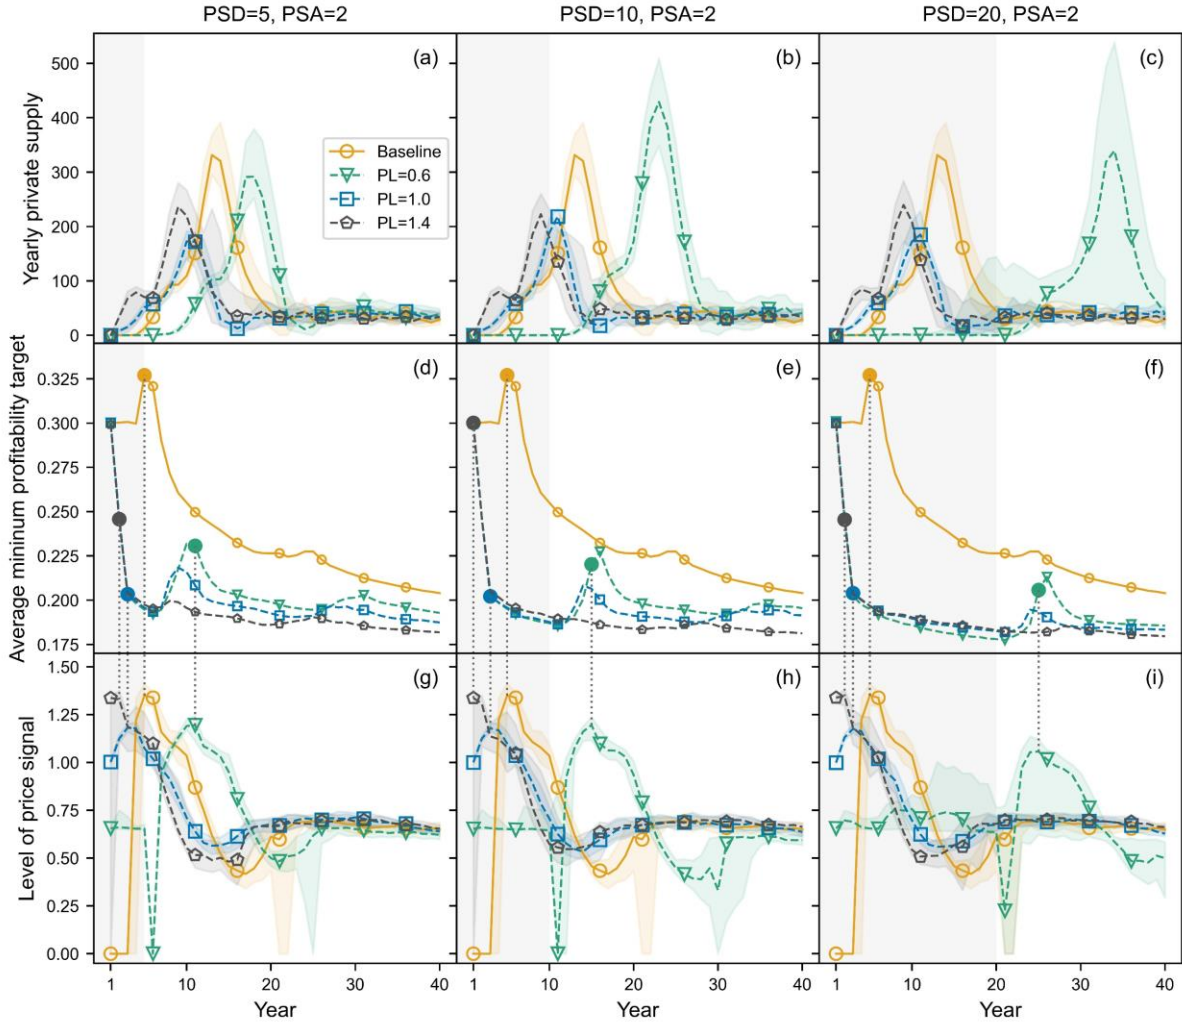 PSD=5, PSA=2
PSD=10, PSA=2
PSD=20, PSA=2
Yearly private supply
500
400
300
200
100
0
(a)
(b)
(c)
Baseline
PL=0.6
PL=1.0
PL=1.4
Average mininum profitability target
0.325
0.300
0.275
0.250
0.225
0.200
0.175
(d)
(e)
(f)
Level of price signal
1.50
1.25
1.00
0.75
0.50
0.25
0.00
(g)
(h)
(i)
1 10 20 30 40
1 10 20 30 40
1 10 20 30 40
Year
Year
Year